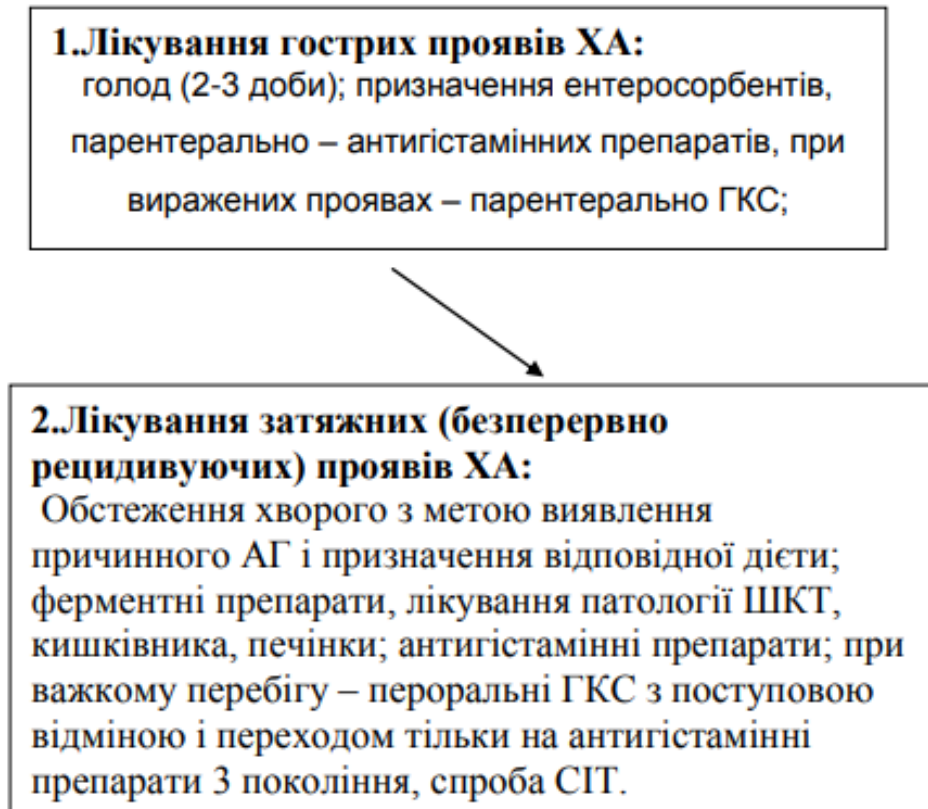 1.Лікування гострих проявів ХА:
голод (2-3 доби); призначення ентеросорбентів,
парентерально – антигістамінних препаратів, при
виражених проявах – парентерально ГКС;
2.Лікування затяжних (безперервно
рецидивуючих) проявів ХА:
Обстеження хворого з метою виявлення
причинного АГ і призначення відповідної дієти;
ферментні препарати, лікування патології ШКТ,
кишківника, печінки; антигістамінні препарати; при
важкому перебігу – пероральні ГКС з поступовою
відміною і переходом тільки на антигістамінні
препарати 3 покоління, спроба СІТ.